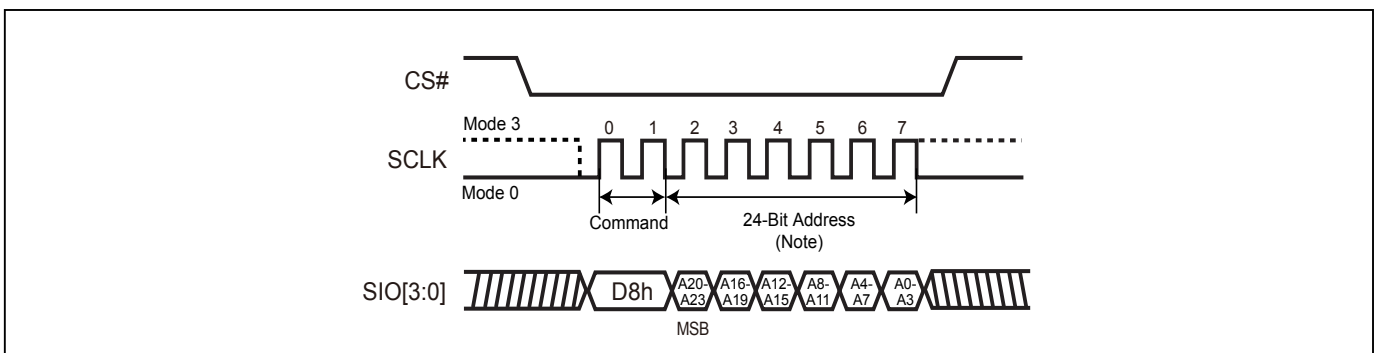 CS#
Mode 3
0 1 2 3 4 5 6 7
SCLK
Mode 0
Command
24-Bit Address
(Note)
SIO[3:0]
D8h
A20-
A23
A16-
A19
A12-
A15
A8-
A11
A4-
A7
A0-
A3
MSB